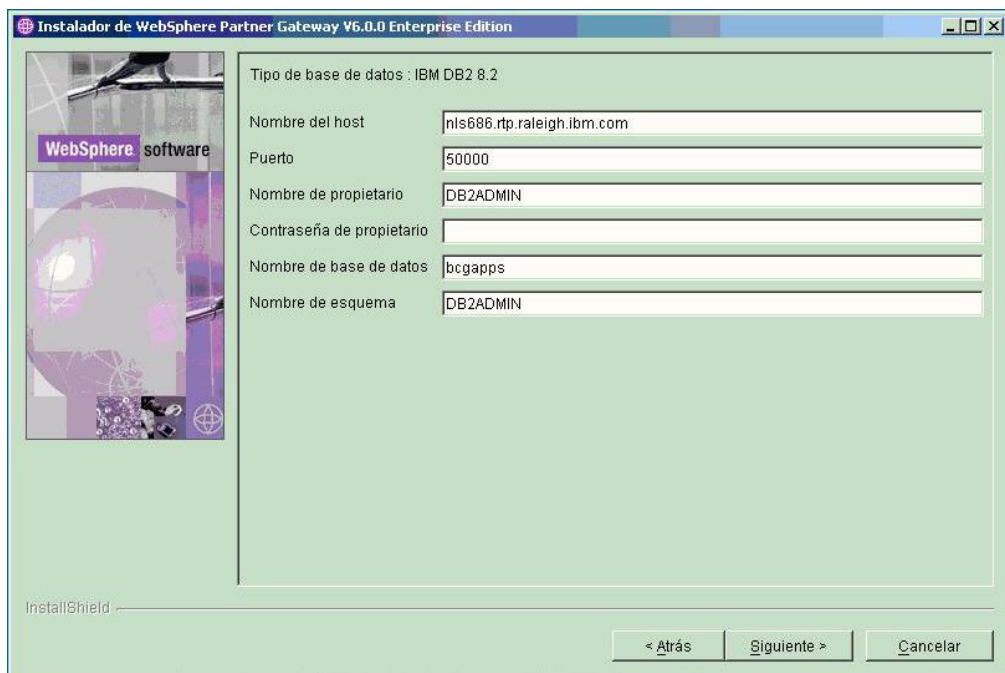 Instalador de WebSphere Partner Gateway V6.0.0 Enterprise Edition
WebSphere software
Tipo de base de datos : IBM DB2 8.2
Nombre del host nls686.rtp.raleigh.ibm.com
Puerto 50000
Nombre de propietario DB2ADMIN
Contraseña de propietario
Nombre de base de datos bcgapps
Nombre de esquema DB2ADMIN
InstallShield
< Atrás Siguiente > Cancelar